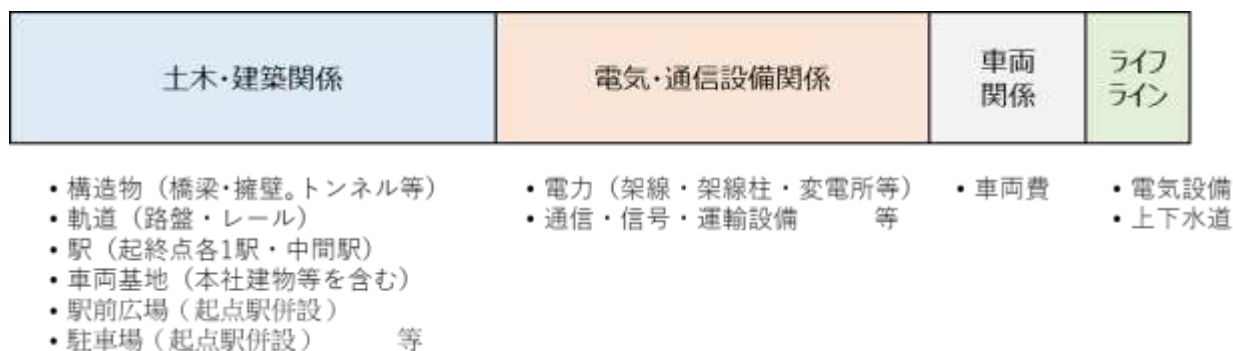 土木・建築関係
電気・通信設備関係
車両
関係
ライフ
ライン
• 構造物（橋梁・擁壁。トンネル等）
• 軌道（路盤・レール）
• 駅（起終点各1駅・中間駅）
• 車両基地（本社建物等を含む）
• 駅前広場（起点駅併設）
• 駐車場（起点駅併設）　　等
• 電力（架線・架線柱・変電所等）
• 通信・信号・運輸設備　　等
• 車両費
• 電気設備
• 上下水道